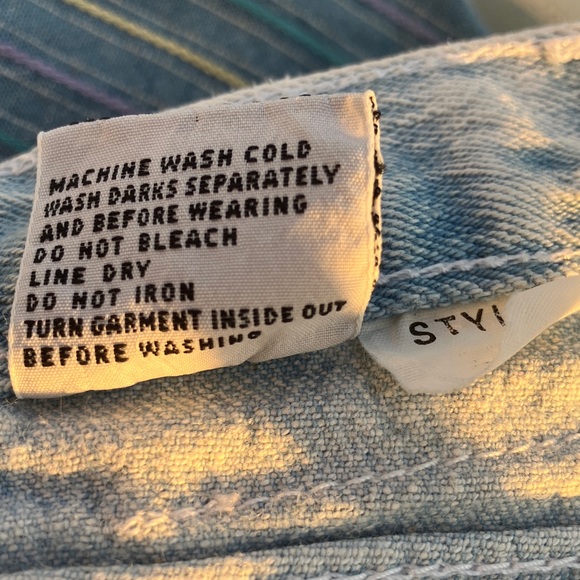 MACHINE WASH COLD
WASH DARKS SEPARATELY
AND BEFORE WEARING
DO NOT BLEACH
LINE DRY
DO NOT IRON
TURN GARMENT INSIDE OUT
BEFORE WASHING
STYL